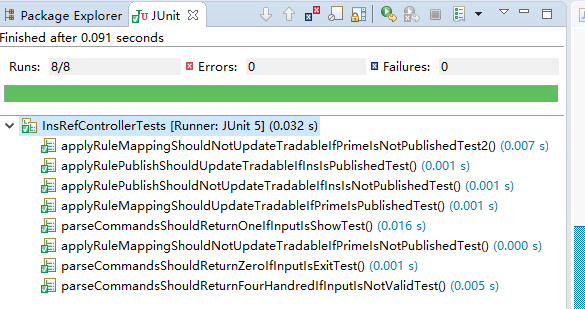 Package Explorer JUnit
Finished after 0.091 seconds
Runs: 8/8 Errors: 0 Failures: 0
InsRefControllerTests [Runner: JUnit 5] (0.032 s)
applyRuleMappingShouldNotUpdateTradableIfPrimeIsNotPublishedTest2() (0.007 s)
applyRulePublishShouldUpdateTradableIfInsIsPublishedTest() (0.001 s)
applyRulePublishShouldNotUpdateTradableIfInsIsNotPublishedTest() (0.001 s)
applyRuleMappingShouldUpdateTradableIfPrimeIsPublishedTest() (0.001 s)
parseCommandsShouldReturnOneIfInputIsShowTest() (0.016 s)
applyRuleMappingShouldNotUpdateTradableIfPrimeIsNotPublishedTest() (0.000 s)
parseCommandsShouldReturnZeroIfInputIsExitTest() (0.001 s)
parseCommandsShouldReturnFourHandredIfInputIsNotValidTest() (0.005 s)